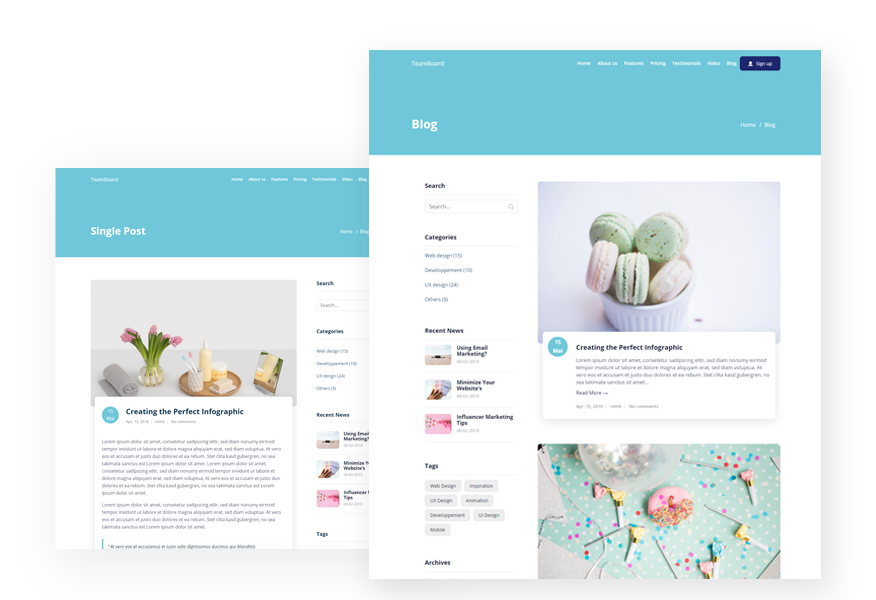 TeamBoard
Home About us Features Pricing Testimonials Video Blog Sign up
Blog
Home / Blog
Search
Search...
Categories
Web design (15)
Developpement (10)
UX design (24)
Others (5)
Recent News
Using Email
Marketing?
08-02-2019
Minimize Your
Website's
08-02-2019
Influencer Marketing
Tips
08-02-2019
Tags
Web Design Inspiration
UX Design Animation
Developpement UI Design
Mobile
Archives
15
Mai
Creating the Perfect Infographic
Lorem ipsum dolor sit amet, consetetur sadipscing elitr, sed diam nonumy eirmod
tempor invidunt ut labore et dolore magna aliquyam erat, sed diam voluptua. At
vero eos et accusam et justo duo dolores et ea rebum. Stet clita kasd gubergren, no
sea takimata sanctus sit amet...
Read More →
Apr, 12, 2019 | miniti | No comments
TeamBoard
Home About us Features Pricing Testimonials Video Blog
Single Post
Home / Blog
15
Mai
Creating the Perfect Infographic
Apr, 12, 2019 | miniti | No comments
Lorem ipsum dolor sit amet, consetetur sadipscing elitr, sed diam nonumy eirmod
tempor invidunt ut labore et dolore magna aliquyam erat, sed diam voluptua. At vero
eos et accusam et justo duo dolores et ea rebum. Stet clita kasd gubergren, no sea
takimata sanctus est Lorem ipsum dolor sit amet. Lorem ipsum dolor sit amet,
consetetur sadipscing elitr, sed diam nonumy eirmod tempor invidunt ut labore et
dolore magna aliquyam erat, sed diam voluptua. At vero eos et accusam et justo duo
dolores et ea rebum. Stet clita kasd gubergren, no sea takimata sanctus est Lorem
ipsum dolor sit amet.
Lorem ipsum dolor sit amet, consetetur sadipscing elitr, sed diam nonumy eirmod
tempor invidunt ut labore et dolore magna aliquyam erat, sed diam voluptua. At vero
eos et accusam et justo duo dolores et ea rebum. Stet clita kasd gubergren, no sea
takimata sanctus est Lorem ipsum dolor sit amet.
" At vero eos et accusamus et iusto odio dignissimos ducimus qui blanditiis
Search
Search...
Categories
Web design (15)
Developpement (10)
UX design (24)
Others (5)
Recent News
Using Email
Marketing?
08-02-2019
Minimize Y
Website's
08-02-2019
Influencer
Tips
08-02-2019
Tags